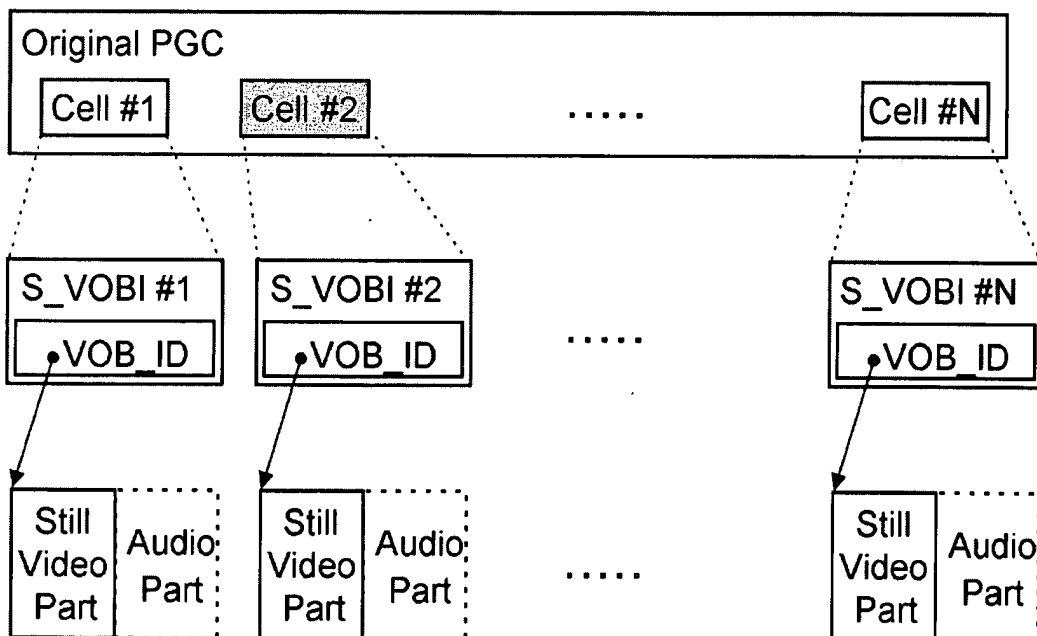 Original PGC
Cell #1 Cell #2 ..... Cell #N
S_VOBI #1 S_VOBI #2 S_VOBI #N
.....
VOB_ID VOB_ID VOB_ID
Still Video Part
Audio Part
Still Video Part
Audio Part
.....
Still Video Part
Audio Part